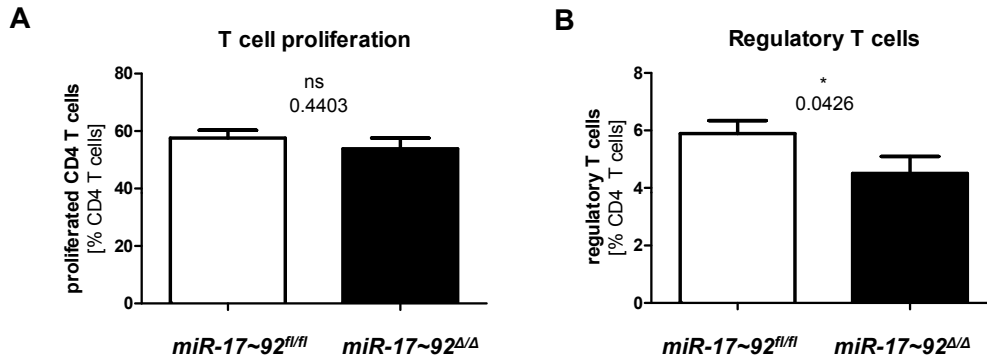 A
T cell proliferation
proliferated CD4 T cells
[% CD4 T cells]
80
60
40
20
0
ns
0.4403
miR-17~92fl/fl
miR-17~92Δ/Δ
B
Regulatory T cells
regulatory T cells
[% CD4 T cells]
8
6
4
2
0
*
0.0426
miR-17~92fl/fl
miR-17~92Δ/Δ